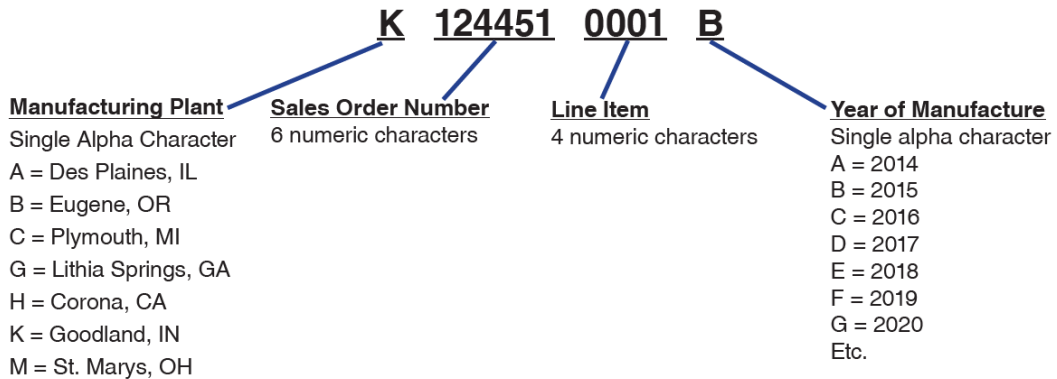 K 124451 0001 B
Manufacturing Plant
Single Alpha Character
A = Des Plaines, IL
B = Eugene, OR
C = Plymouth, MI
G = Lithia Springs, GA
H = Corona, CA
K = Goodland, IN
M = St. Marys, OH
Sales Order Number
6 numeric characters
Line Item
4 numeric characters
Year of Manufacture
Single alpha character
A = 2014
B = 2015
C = 2016
D = 2017
E = 2018
F = 2019
G = 2020
Etc.